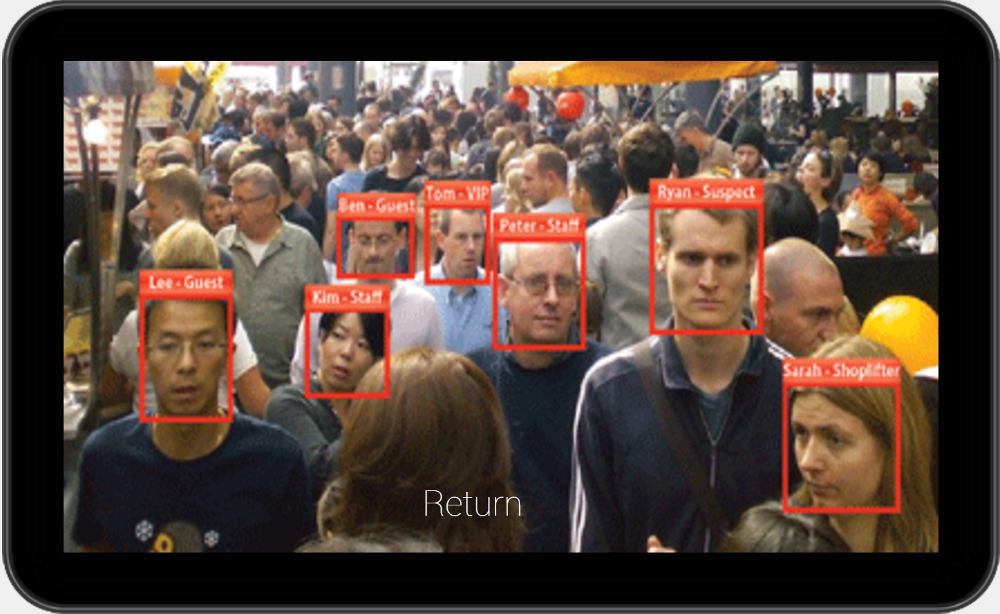 Tom - VIP
Ryan - Suspect
Ben - Guest
Peter - Staff
Lee - Guest
Kim - Staff
Sarah - Shoplifter
Return